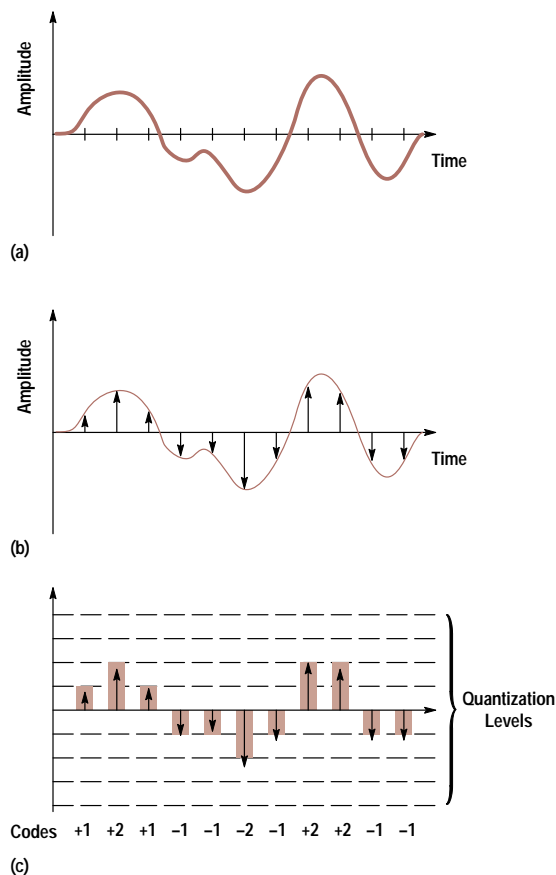 Amplitude
Time
(a)
Amplitude
Time
(b)
Quantization
Levels
Codes +1 +2 +1 −1 −1 −2 −1 +2 +2 −1 −1
(c)